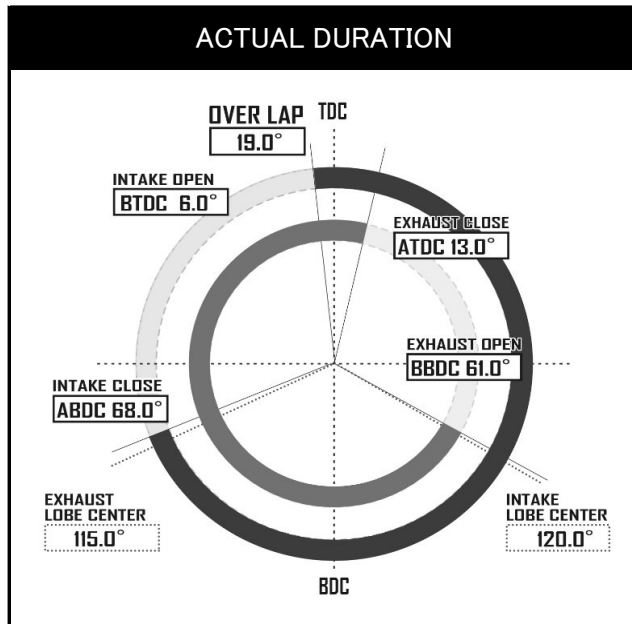 ACTUAL DURATION
OVER LAP
19.0°
TDC
INTAKE OPEN
BTDC 6.0°
EXHAUST CLOSE
ATDC 13.0°
EXHAUST OPEN
BBDC 61.0°
INTAKE CLOSE
ABDC 68.0°
EXHAUST
LOBE CENTER
115.0°
INTAKE
LOBE CENTER
120.0°
BDC